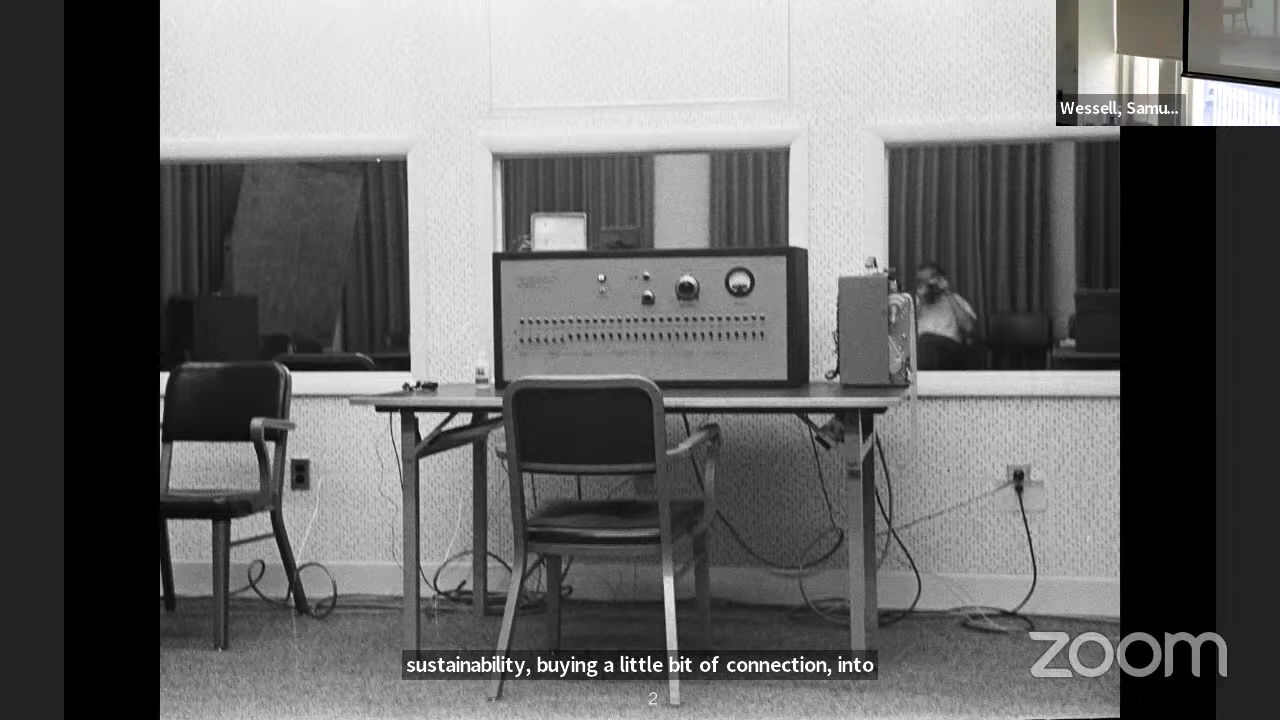 Wessell, Samu...
sustainability, buying a little bit of connection, into
2
zoom